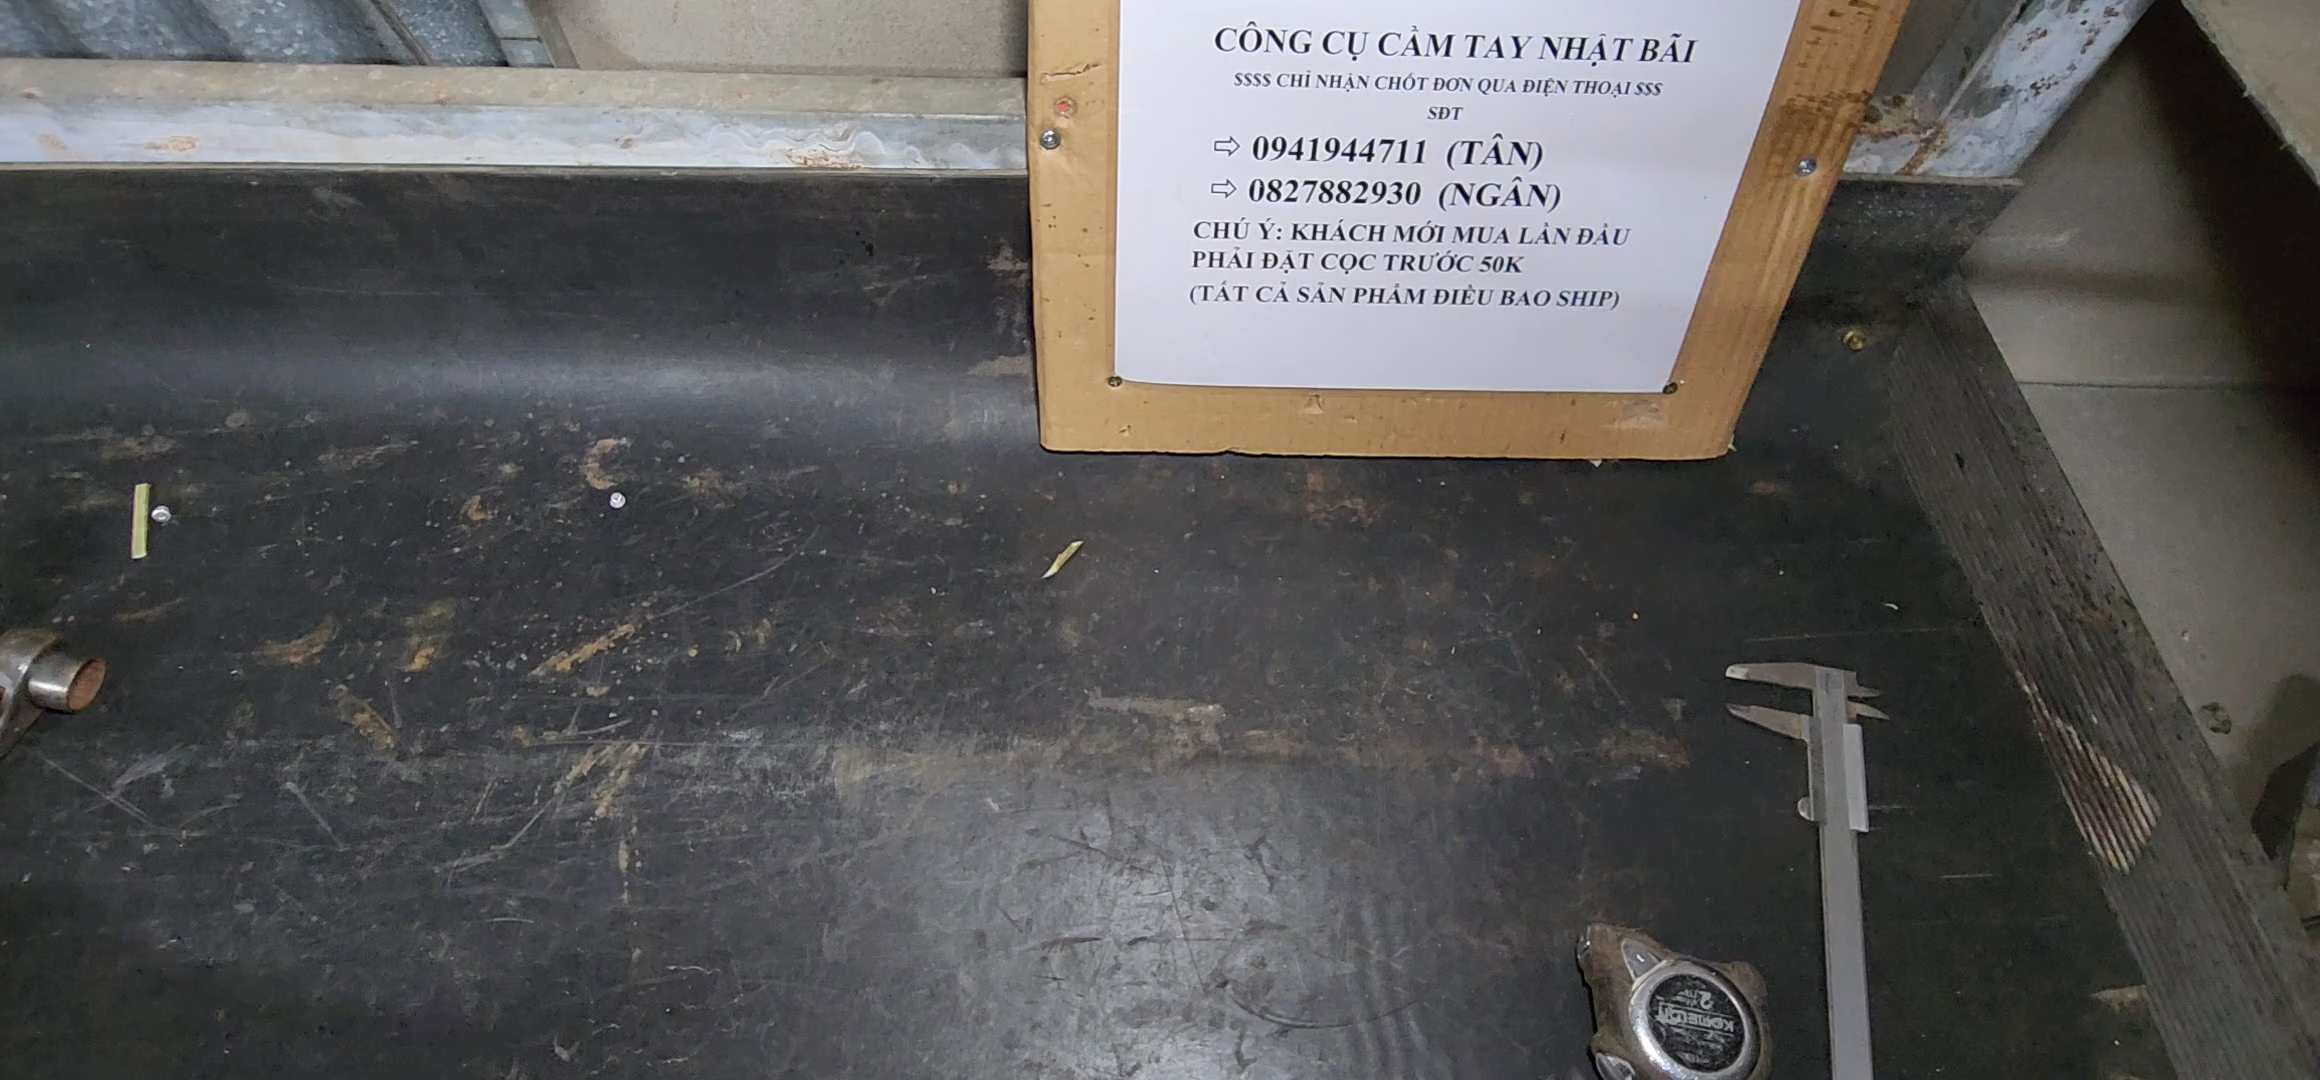 CÔNG CỤ CẦM TAY NHẬT BÃI
$$$$ CHỈ NHẬN CHỐT ĐƠN QUA ĐIỆN THOẠI $$$
SĐT
⇨ 0941944711 (TÂN)
⇨ 0827882930 (NGÂN)
CHÚ Ý: KHÁCH MỚI MUA LẦN ĐẦU
PHẢI ĐẶT CỌC TRƯỚC 50K
(TẤT CẢ SẢN PHẨM ĐIỀU BAO SHIP)
KOMELON